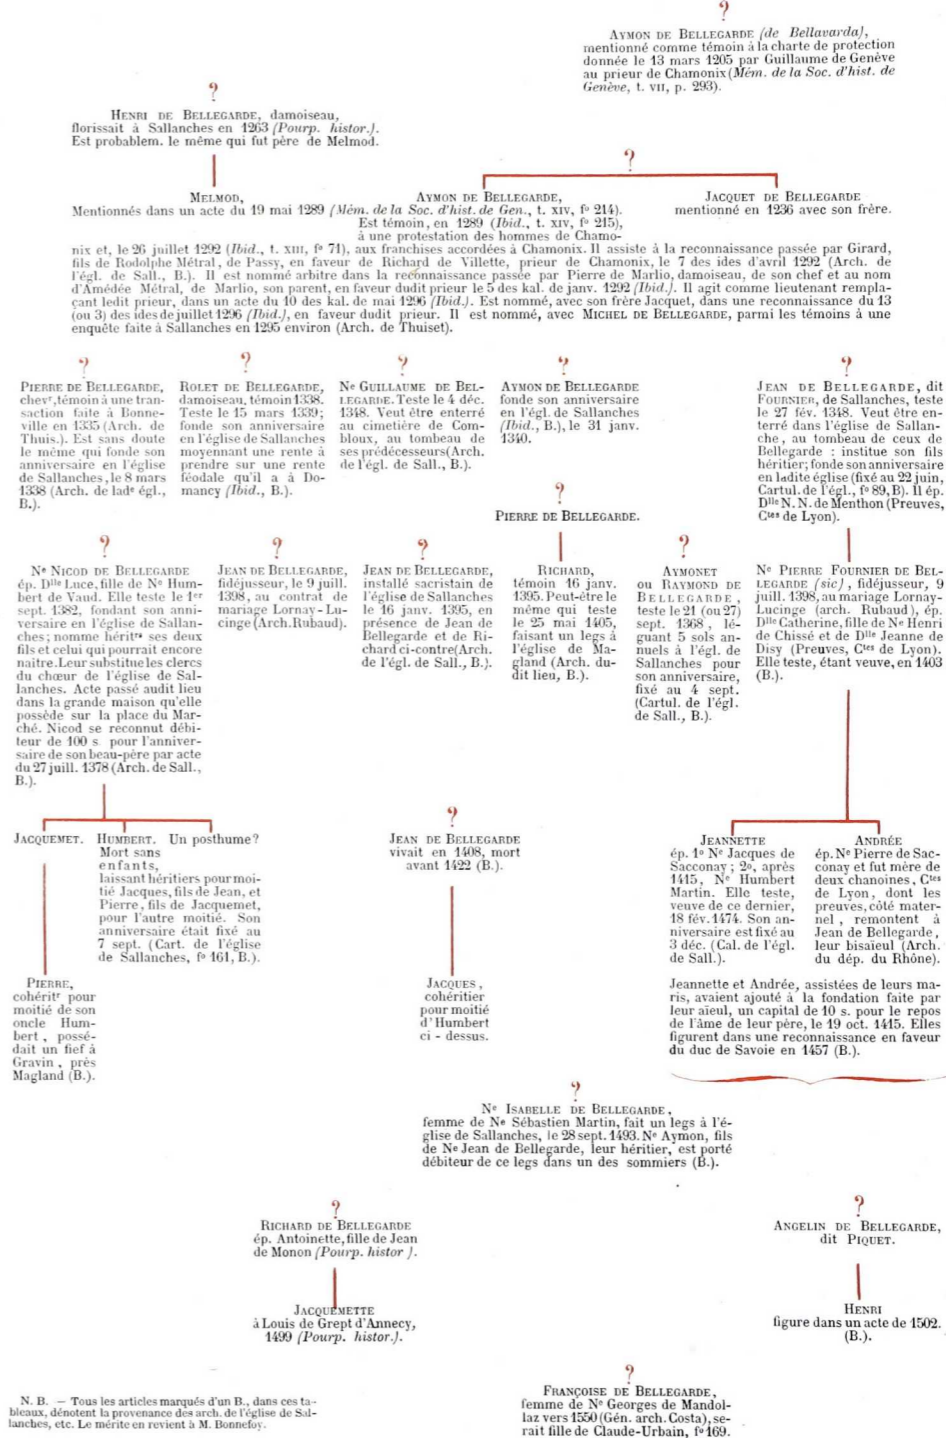 ?
AYMON DE BELLEGARDE (de Bellavarda),
mentionné comme témoin à la charte de protection
donnée le 13 mars 1205 par Guillaume de Genève
au prieur de Chamonix (Mém. de la Soc. d'hist. de
Genève, t. VII, p. 293).
?
HENRI DE BELLEGARDE, damoiseau,
florissait à Sallanches en 1263 (Pourp. histor.).
Est probablem. le même qui fut père de Melmod.
?
MELMOD,
AYMON DE BELLEGARDE,
Mentionnés dans un acte du 19 mai 1289 (Mém. de la Soc. d'hist. de Gen., t. XIV, fº 214).
Est témoin, en 1289 (Ibid., t. XIV, fº 215),
JACQUET DE BELLEGARDE
mentionné en 1236 avec son frère.
à une protestation des hommes de Chamo-
nix et, le 26 juillet 1292 (Ibid., t. XIII, fº 71), aux franchises accordées à Chamonix. Il assiste à la reconnaissance passée par Girard,
fils de Rodolphe Métral, de Passy, en faveur de Richard de Villette, prieur de Chamonix, le 7 des ides d'avril 1292 (Arch. de
l'égl. de Sall., B.). Il est nommé arbitre dans la reconnaissance passée par Pierre de Marlio, damoiseau, de son chef et au nom
d'Amédée Métral, de Marlio, son parent, en faveur dudit prieur le 5 des kal. de janv. 1292 (Ibid.). Il agit comme lieutenant rempla-
çant ledit prieur, dans un acte du 10 des kal. de mai 1296 (Ibid.). Est nommé, avec son frère Jacquet, dans une reconnaissance du 13
(ou 3) des ides de juillet 1296 (Ibid.), en faveur dudit prieur. Il est nommé, avec MICHEL DE BELLEGARDE, parmi les témoins à une
enquête faite à Sallanches en 1295 environ (Arch. de Thuiset).
?
PIERRE DE BELLEGARDE,
chevr, témoin à une tran-
saction faite à Bonne-
ville en 1335 (Arch. de
Thuis.). Est sans doute
le même qui fonde son
anniversaire en l'église
de Sallanches, le 8 mars
1338 (Arch. de lade égl.,
B.).
?
ROLET DE BELLEGARDE,
damoiseau, témoin 1338.
Teste le 15 mars 1339;
fonde son anniversaire
en l'église de Sallanches
moyennant une rente à
prendre sur une rente
féodale qu'il a à Do-
mancy (Ibid., B.).
?
Ne GUILLAUME DE BEL-
LEGARDE. Teste le 4 déc.
1348. Veut être enterré
au cimetière de Com-
bloux, au tombeau de
ses prédécesseurs (Arch.
de l'égl. de Sall., B.).
?
AYMON DE BELLEGARDE
fonde son anniversaire
en l'égl. de Sallanches
(Ibid., B.), le 31 janv.
1340.
?
PIERRE DE BELLEGARDE.
?
JEAN DE BELLEGARDE, dit
FOURNIER, de Sallanches, teste
le 27 fév. 1348. Veut être en-
terré dans l'église de Sallan-
che, au tombeau de ceux de
Bellegarde : institue son fils
héritier; fonde son anniversaire
en ladite église (fixé au 22 juin,
Cartul. de l'égl., fº 89, B). Il ép.
Dlle N. N. de Menthon (Preuves,
Ctes de Lyon).
?
Ne NICOD DE BELLEGARDE
ép. Dlle Luce, fille de Ne Hum-
bert de Vaud. Elle teste le 1er
sept. 1382, fondant son anni-
versaire en l'église de Sallan-
ches; nomme héritrs ses deux
fils et celui qui pourrait encore
naître. Leur substitue les clercs
du chœur de l'église de Sal-
lanches. Acte passé audit lieu
dans la grande maison qu'elle
possède sur la place du Mar-
ché. Nicod se reconnut débi-
teur de 100 s. pour l'anniver-
saire de son beau-père par acte
du 27 juill. 1378 (Arch. de Sall.,
B.).
?
JEAN DE BELLEGARDE,
fidéjusseur, le 9 juill.
1398, au contrat de
mariage Lornay-Lu-
cinge (Arch. Rubaud).
?
JEAN DE BELLEGARDE,
installé sacristain de
l'église de Sallanches
le 16 janv. 1395, en
présence de Jean de
Bellegarde et de Ri-
chard ci-contre (Arch.
de l'égl. de Sall., B.).
RICHARD,
témoin 16 janv.
1395. Peut-être le
même qui teste
le 25 mai 1405,
faisant un legs à
l'église de Ma-
gland (Arch. du-
dit lieu, B.).
?
AYMONET
ou RAYMOND DE
BELLEGARDE,
teste le 21 (ou 27)
sept. 1368, lé-
guant 5 sols an-
nuels à l'égl. de
Sallanches pour
son anniversaire,
fixé au 4 sept.
(Cartul. de l'égl.
de Sall., B.).
Ne PIERRE FOURNIER DE BEL-
LEGARDE (sic), fidéjusseur, 9
juill. 1398, au mariage Lornay-
Lucinge (arch. Rubaud), ép.
Dlle Catherine, fille de Ne Henri
de Chissé et de Dlle Jeanne de
Disy (Preuves, Ctes de Lyon).
Elle teste, étant veuve, en 1403
(B.).
JACQUEMET.
HUMBERT. Un posthume?
Mort sans
enfants,
laissant héritiers pour moi-
tié Jacques, fils de Jean, et
Pierre, fils de Jacquemet,
pour l'autre moitié. Son
anniversaire était fixé au
7 sept. (Cart. de l'église
de Sallanches, fº 161, B.).
?
JEAN DE BELLEGARDE
vivait en 1408, mort
avant 1422 (B.).
JEANNETTE
ép. 1º Ne Jacques de
Sacconay; 2º, après
1415, Ne Humbert
Martin. Elle teste,
veuve de ce dernier,
18 fév. 1474. Son an-
niversaire est fixé au
3 déc. (Cal. de l'égl.
de Sall.).
ANDRÉE
ép. Ne Pierre de Sac-
conay et fut mère de
deux chanoines, Ctes
de Lyon, dont les
preuves, côté mater-
nel, remontent à
Jean de Bellegarde,
leur bisaïeul (Arch.
du dép. du Rhône).
PIERRE,
cohéritr pour
moitié de son
oncle Hum-
bert, possé-
dait un fief à
Gravin, près
Magland (B.).
JACQUES,
cohéritier
pour moitié
d'Humbert
ci-dessus.
Jeannette et Andrée, assistées de leurs ma-
ris, avaient ajouté à la fondation faite par
leur aïeul, un capital de 10 s. pour le repos
de l'âme de leur père, le 19 oct. 1415. Elles
figurent dans une reconnaissance en faveur
du duc de Savoie en 1457 (B.).
?
Ne ISABELLE DE BELLEGARDE,
femme de Ne Sébastien Martin, fait un legs à l'é-
glise de Sallanches, le 28 sept. 1493. Ne Aymon, fils
de Ne Jean de Bellegarde, leur héritier, est porté
débiteur de ce legs dans un des sommiers (B.).
?
RICHARD DE BELLEGARDE
ép. Antoinette, fille de Jean
de Monon (Pourp. histor.).
?
ANGELIN DE BELLEGARDE,
dit PIQUET.
JACQUEMETTE
à Louis de Grept d'Annecy,
1499 (Pourp. histor.).
HENRI
figure dans un acte de 1502.
(B.).
?
FRANÇOISE DE BELLEGARDE,
femme de Ne Georges de Mandol-
laz vers 1550 (Gén. arch. Costa), se-
rait fille de Claude-Urbain, fº 169.
N. B. — Tous les articles marqués d'un B., dans ces ta-
bleaux, dénotent la provenance des arch. de l'église de Sal-
lanches, etc. Le mérite en revient à M. Bonnefoy.